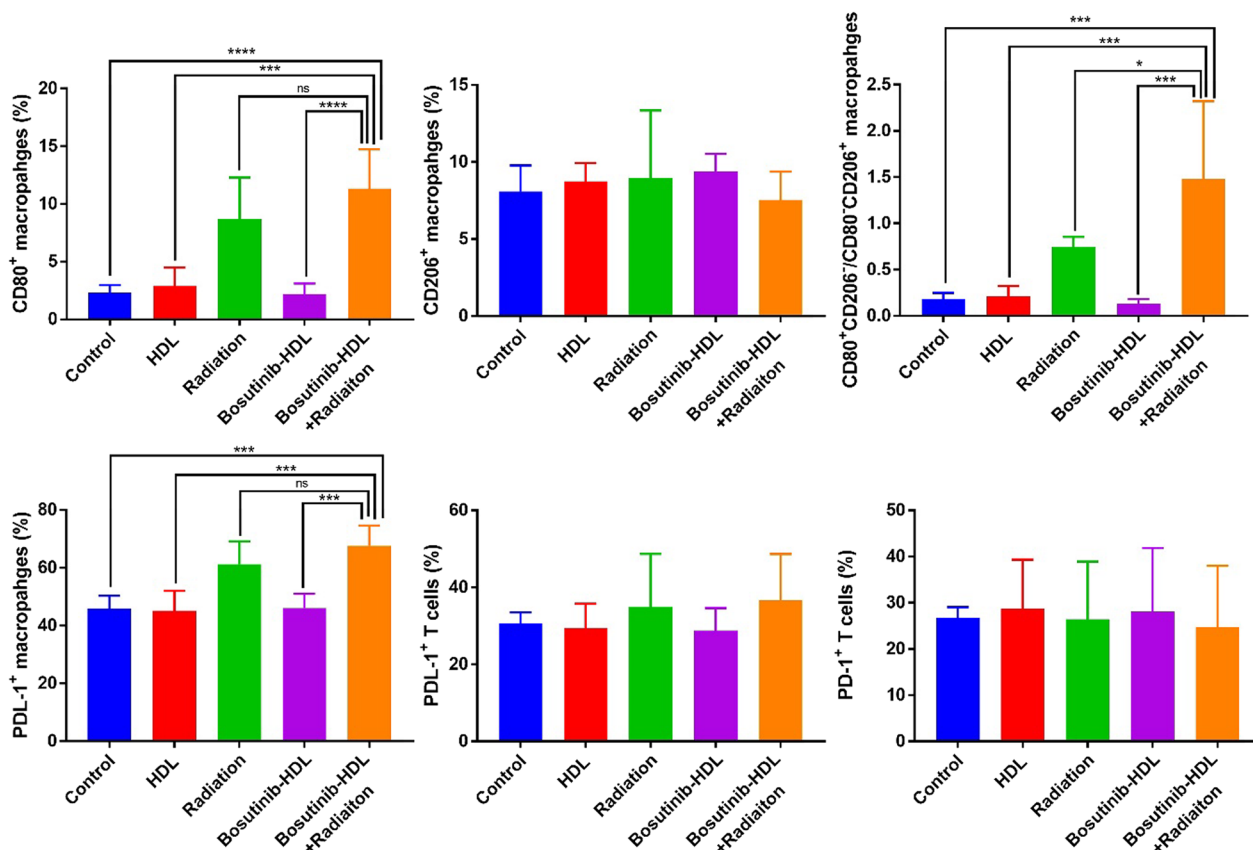 CD80+ macropahges (%)
20
15
10
5
0
****
***
ns
****
Control
HDL
Radiation
Bosutinib-HDL
Bosutinib-HDL
+Radiaiton
CD206+ macropahges (%)
15
10
5
0
Control
HDL
Radiation
Bosutinib-HDL
Bosutinib-HDL
+Radiaiton
CD80+CD206-/CD80-CD206+ macropahges
2.5
2.0
1.5
1.0
0.5
0.0
***
***
*
***
Control
HDL
Radiation
Bosutinib-HDL
Bosutinib-HDL
+Radiaiton
PDL-1+ macropahges (%)
80
60
40
20
0
***
***
ns
***
Control
HDL
Radiation
Bosutinib-HDL
Bosutinib-HDL
+Radiaiton
PDL-1+ T cells (%)
60
40
20
0
Control
HDL
Radiation
Bosutinib-HDL
Bosutinib-HDL
+Radiaiton
PD-1+ T cells (%)
50
40
30
20
10
0
Control
HDL
Radiation
Bosutinib-HDL
Bosutinib-HDL
+Radiaiton